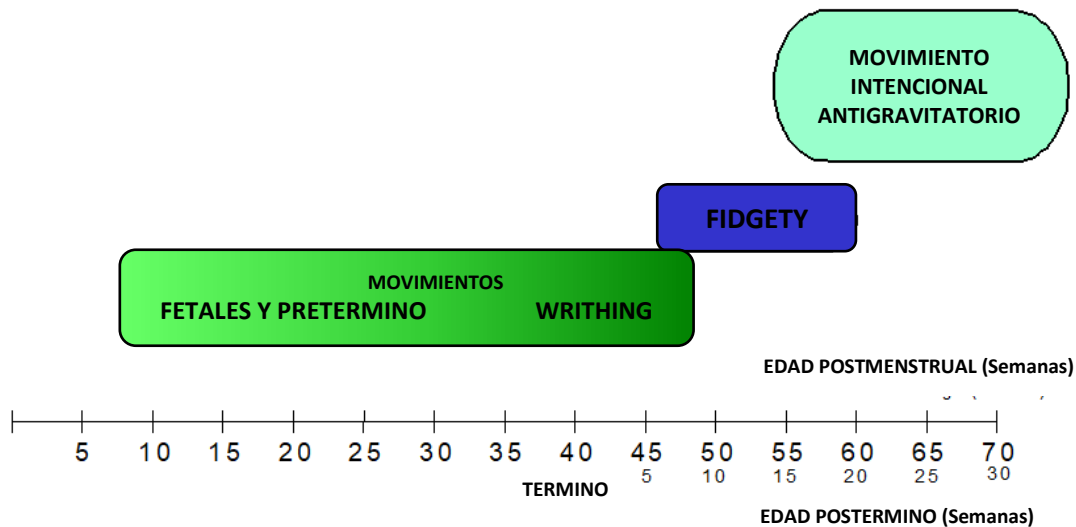 MOVIMIENTO
INTENCIONAL
ANTIGRAVITATORIO
FIDGETY
MOVIMIENTOS
FETALES Y PRETERMINO WRITHING
EDAD POSTMENSTRUAL (Semanas)
5 10 15 20 25 30 35 40 45 50 55 60 65 70
5 10 15 20 25 30
TERMINO
EDAD POSTERMINO (Semanas)